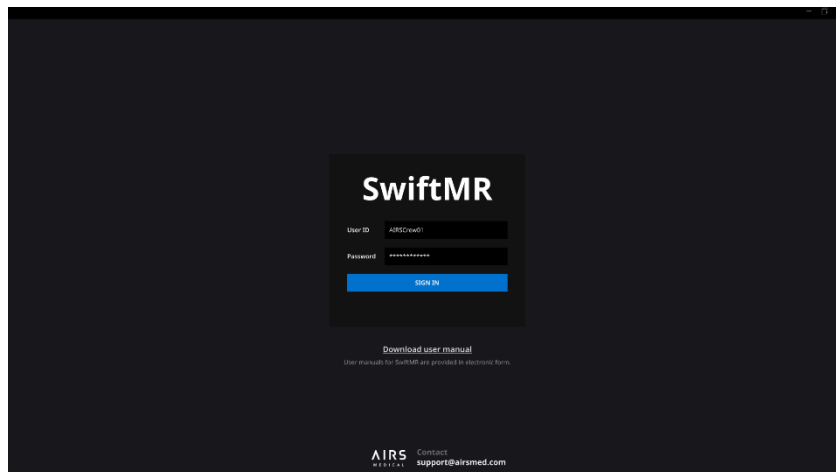 SwiftMR
User ID AIRSCrew01
Password ************
SIGN IN
Download user manual
User manuals for SwiftMR are provided in electronic form.
AIRS MEDICAL
Contact
support@airsmed.com